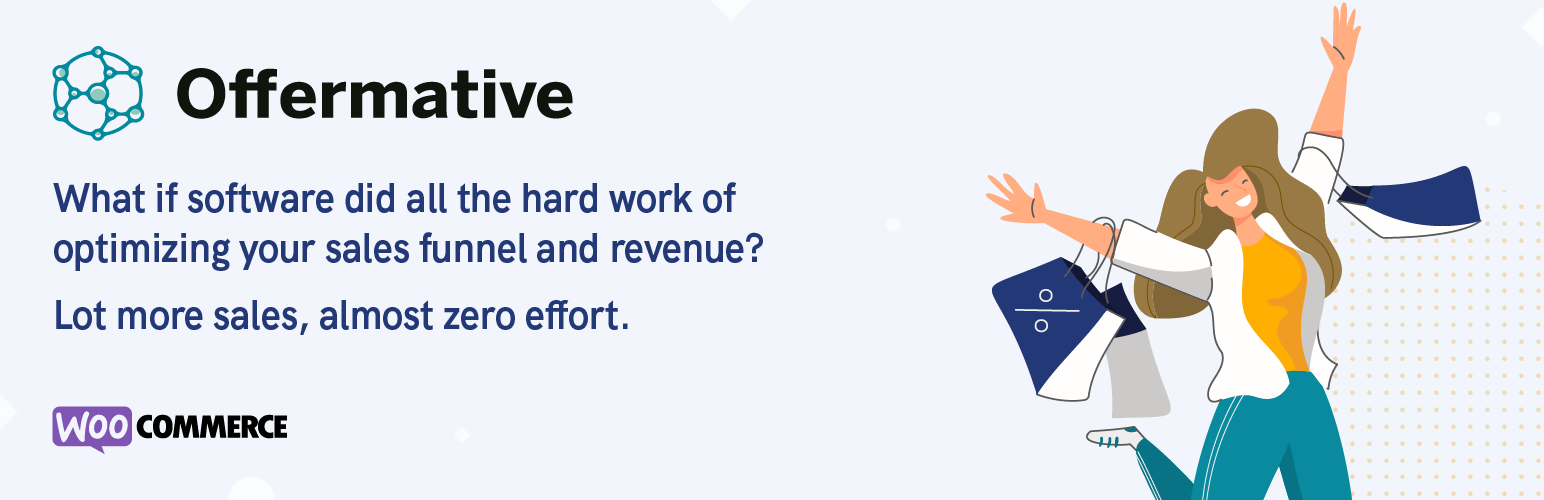 Offermative
What if software did all the hard work of
optimizing your sales funnel and revenue?
Lot more sales, almost zero effort.
WOO COMMERCE